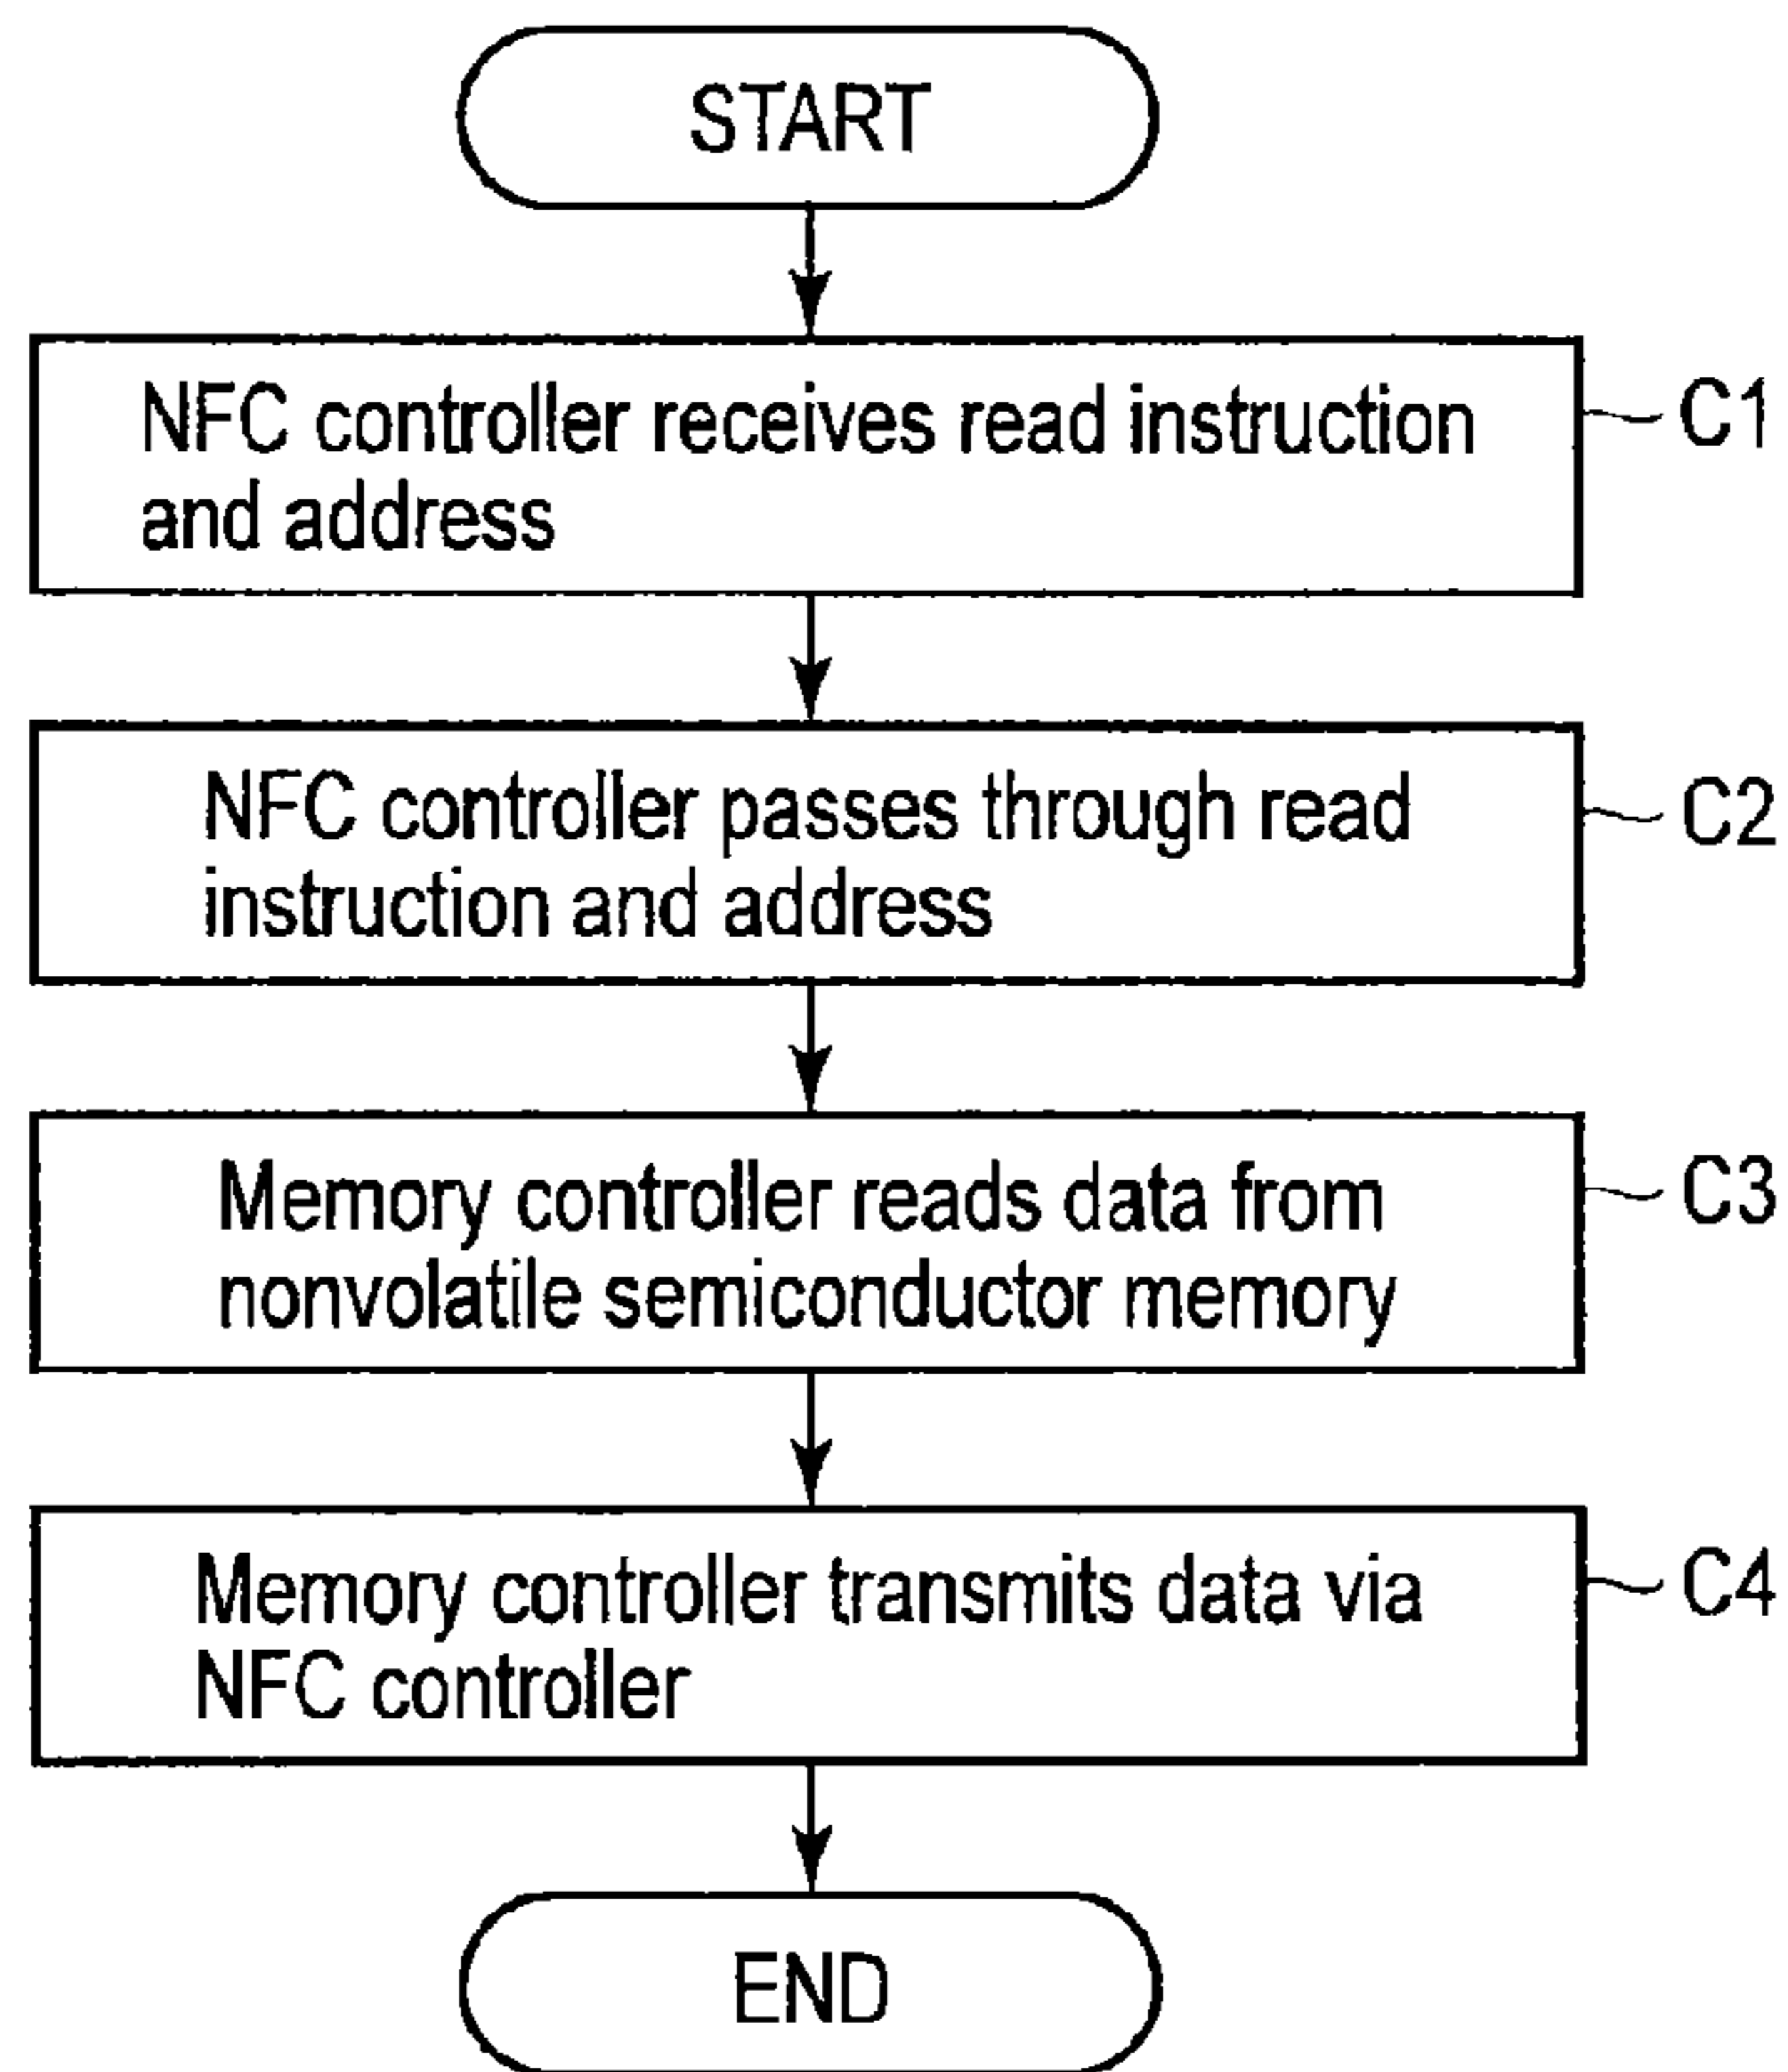 START
NFC controller receives read instruction
and address
C1
NFC controller passes through read
instruction and address
C2
Memory controller reads data from
nonvolatile semiconductor memory
C3
Memory controller transmits data via
NFC controller
C4
END